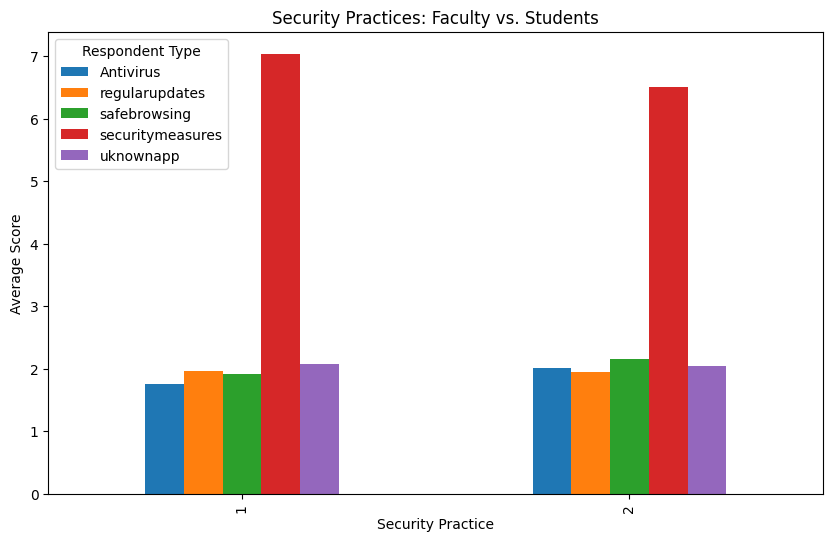 Security Practices: Faculty vs. Students
Respondent Type
Antivirus
regularupdates
safebrowsing
securitymeasures
uknownapp
7
6
5
4
3
2
1
0
Average Score
1
2
Security Practice